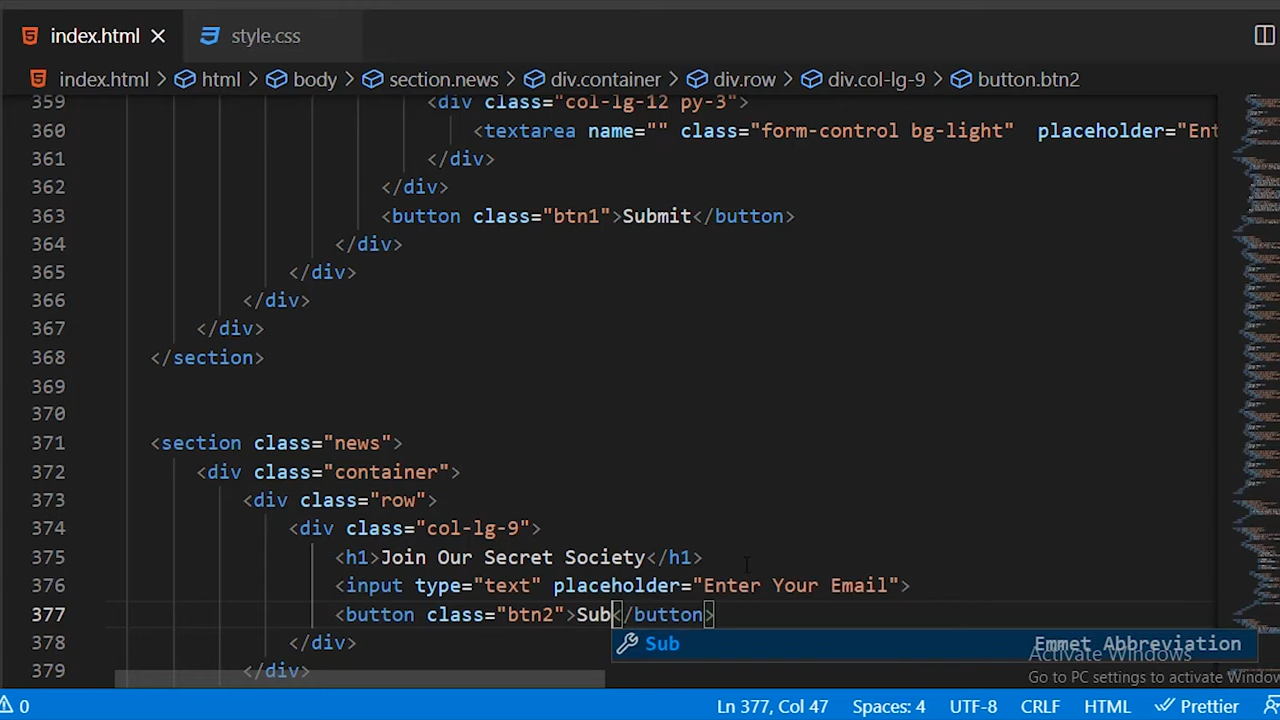 index.html style.css
index.html > html > body > section.news > div.container > div.row > div.col-lg-9 > button.btn2
359 <div class="col-lg-12 py-3">
360 <textarea name="" class="form-control bg-light" placeholder="Ent
361 </div>
362 </div>
363 <button class="btn1">Submit</button>
364 </div>
365 </div>
366 </div>
367 </div>
368 </section>
369
370
371 <section class="news">
372 <div class="container">
373 <div class="row">
374 <div class="col-lg-9">
375 <h1>Join Our Secret Society</h1>
376 <input type="text" placeholder="Enter Your Email">
377 <button class="btn2">Sub</button>
378 </div>
Sub Emmet Abbreviation
Activate Windows
379 </div>
Go to PC settings to activate Window
0 Ln 377, Col 47 Spaces: 4 UTF-8 CRLF HTML Prettier